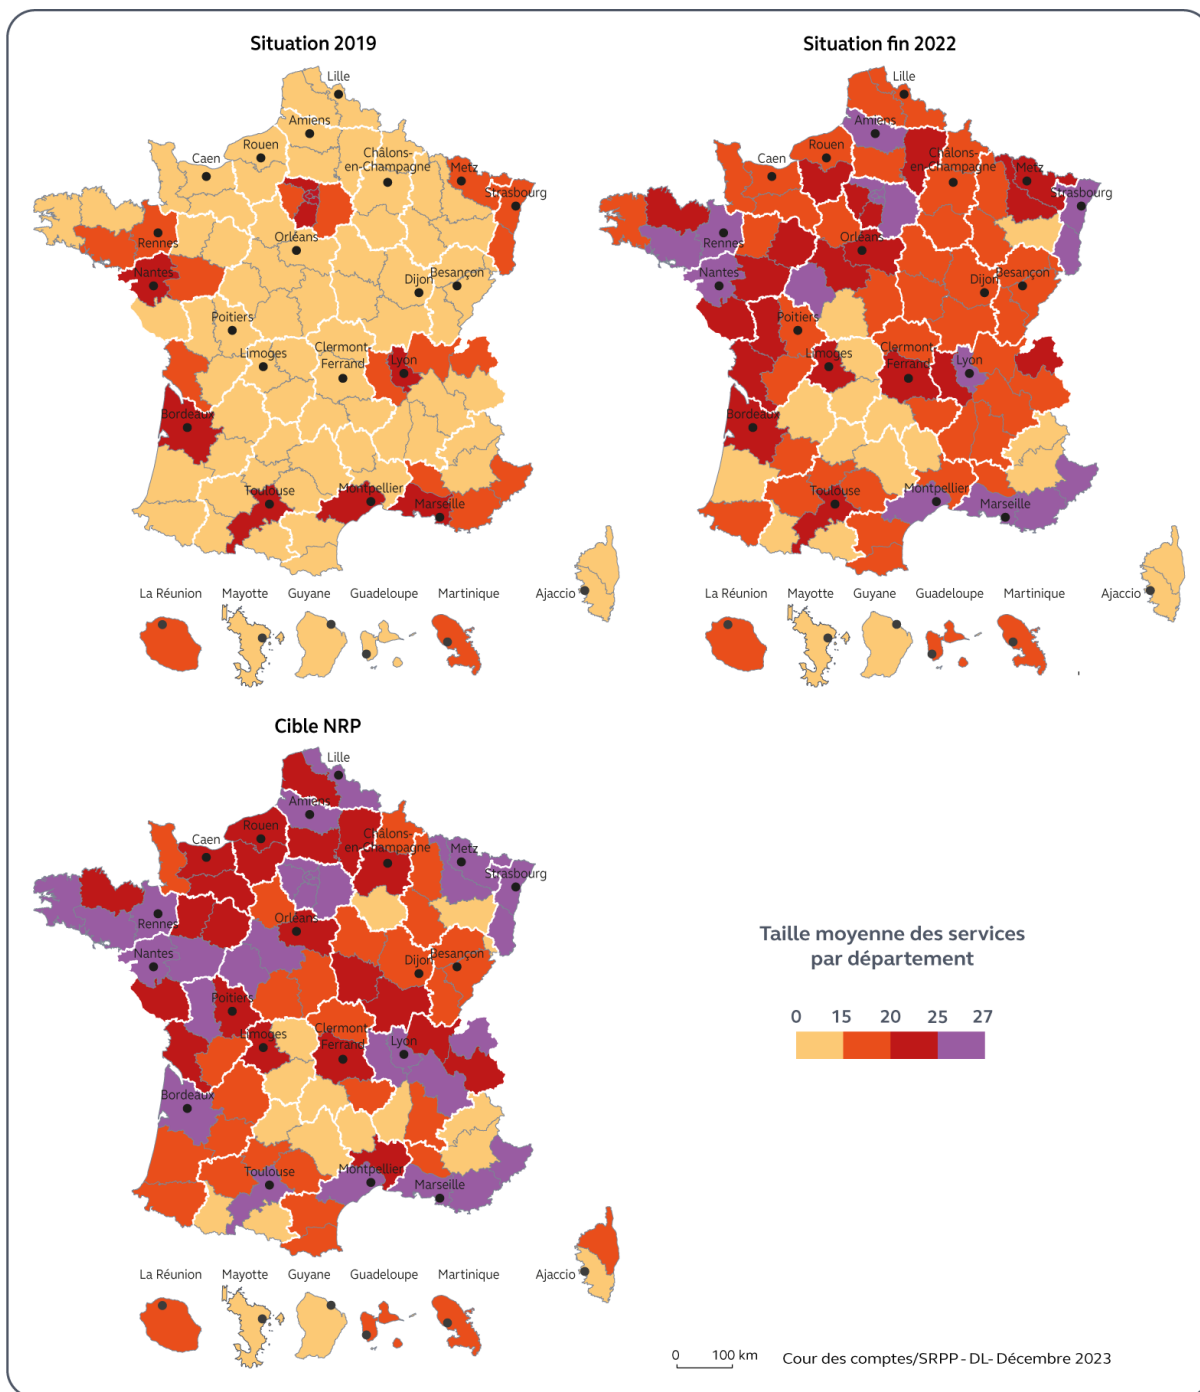 Situation 2019
Situation fin 2022
Lille
Amiens
Rouen
Caen
Châlons-
en-Champagne
Metz
Strasbourg
Rennes
Orléans
Nantes
Dijon
Besançon
Poitiers
Limoges
Clermont
Ferrand
Lyon
Bordeaux
Toulouse
Montpellier
Marseille
Ajaccio
La Réunion
Mayotte
Guyane
Guadeloupe
Martinique
Lille
Amiens
Rouen
Caen
Châlons-
en-Champagne
Metz
Strasbourg
Rennes
Orléans
Nantes
Dijon
Besançon
Poitiers
Limoges
Clermont
Ferrand
Lyon
Bordeaux
Toulouse
Montpellier
Marseille
Ajaccio
La Réunion
Mayotte
Guyane
Guadeloupe
Martinique
Cible NRP
Lille
Amiens
Rouen
Caen
Châlons-
en-Champagne
Metz
Strasbourg
Rennes
Orléans
Nantes
Dijon
Besançon
Poitiers
Limoges
Clermont
Ferrand
Lyon
Bordeaux
Toulouse
Montpellier
Marseille
Ajaccio
La Réunion
Mayotte
Guyane
Guadeloupe
Martinique
Taille moyenne des services
par département
0 15 20 25 27
0 100 km
Cour des comptes/SRPP - DL- Décembre 2023